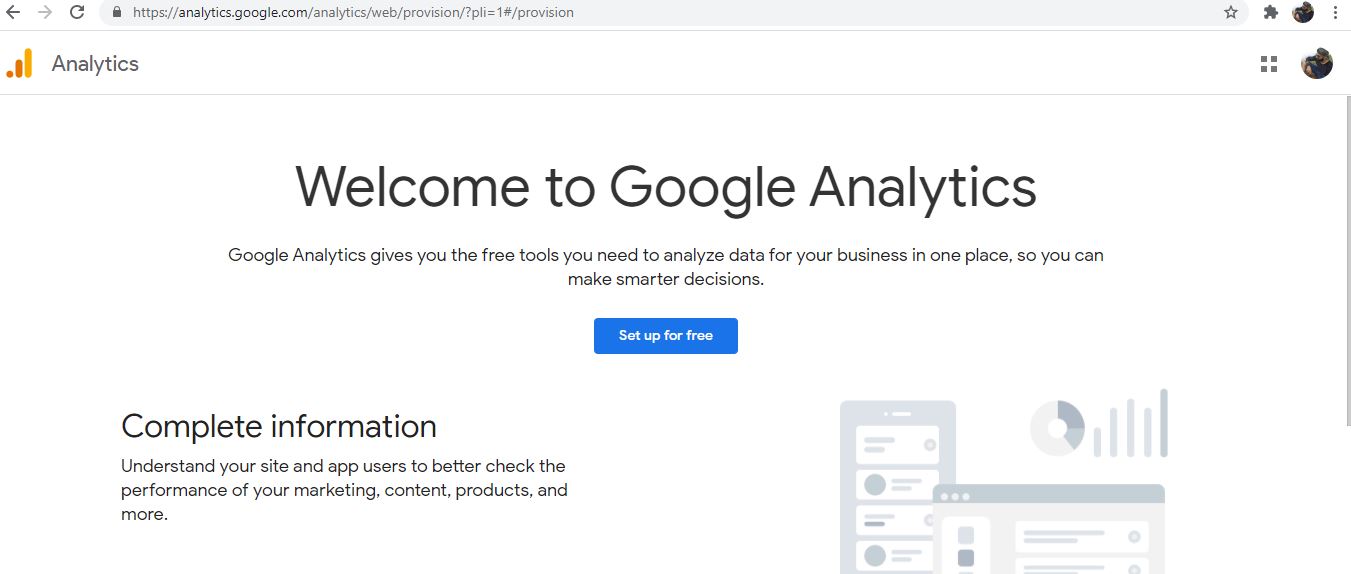 https://analytics.google.com/analytics/web/provision/?pli=1#/provision
Analytics
Welcome to Google Analytics
Google Analytics gives you the free tools you need to analyze data for your business in one place, so you can
make smarter decisions.
Set up for free
Complete information
Understand your site and app users to better check the
performance of your marketing, content, products, and
more.